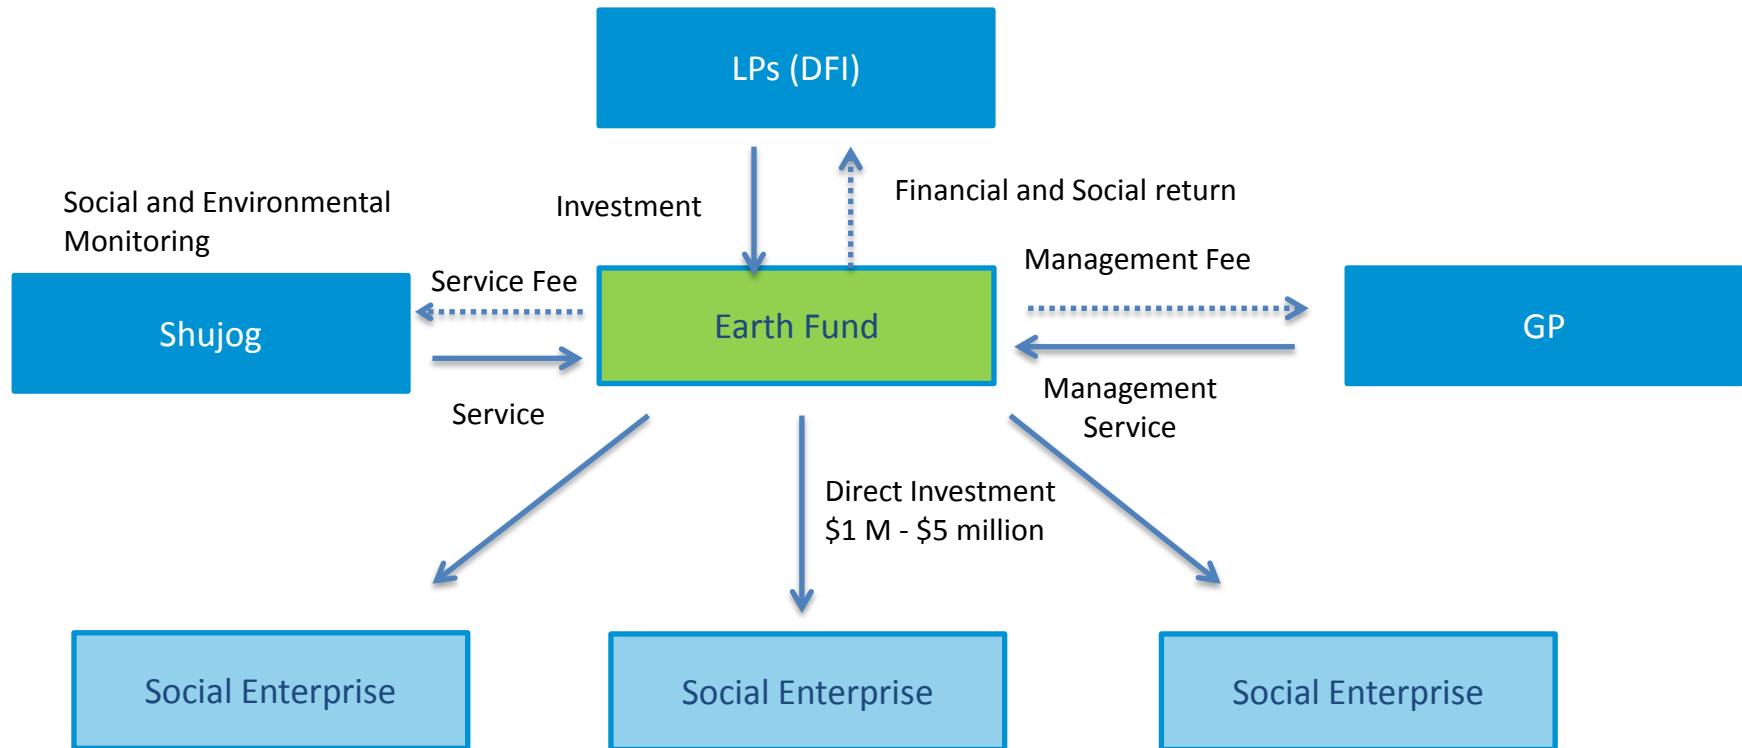 LPs (DFI)
Investment
Financial and Social return
Social and Environmental
Monitoring
Service Fee
Management Fee
Shujog
Earth Fund
GP
Service
Management
Service
Direct Investment
$1 M - $5 million
Social Enterprise
Social Enterprise
Social Enterprise